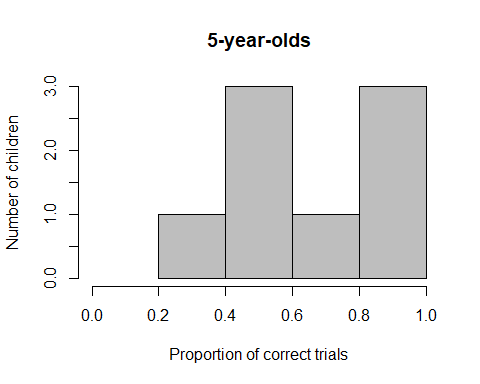 5-year-olds
Number of children
3.0
2.0
1.0
0.0
0.0 0.2 0.4 0.6 0.8 1.0
Proportion of correct trials